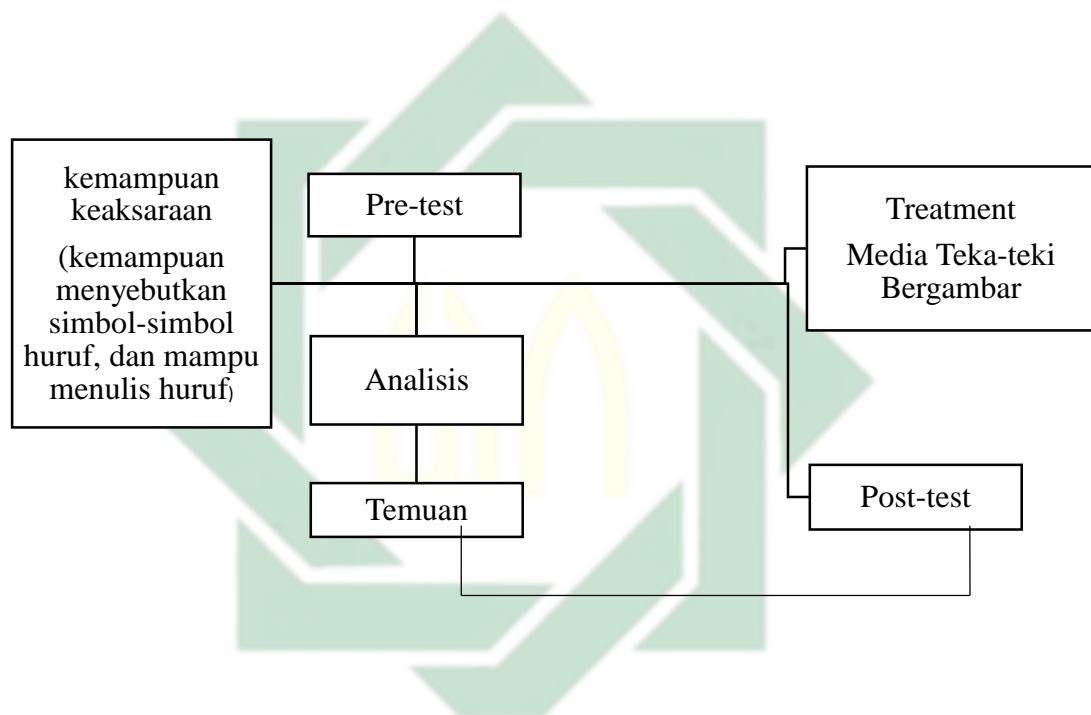 kemampuan
keaksaraan
(kemampuan
menyebutkan
simbol-simbol
huruf, dan mampu
menulis huruf)
Pre-test
Analisis
Temuan
Treatment
Media Teka-teki
Bergambar
Post-test